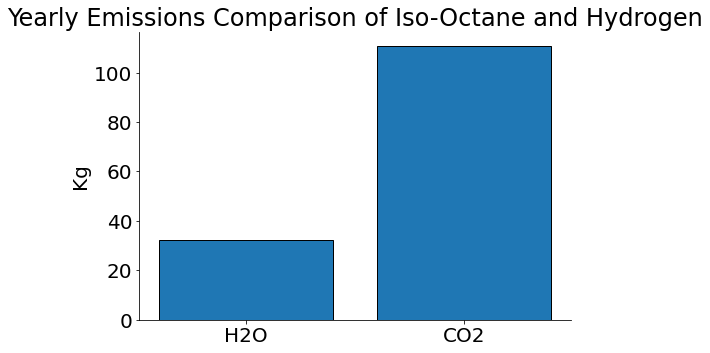 Yearly Emissions Comparison of Iso-Octane and Hydrogen
100
80
60
40
20
0
Kg
H2O
CO2